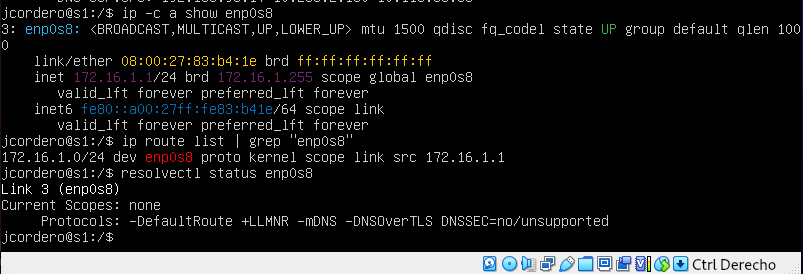 jcordero@s1:/$ ip -c a show enp0s8
3: enp0s8: <BROADCAST,MULTICAST,UP,LOWER_UP> mtu 1500 qdisc fq_codel state UP group default qlen 100
0
link/ether 08:00:27:83:b4:1e brd ff:ff:ff:ff:ff:ff
inet 172.16.1.1/24 brd 172.16.1.255 scope global enp0s8
valid_lft forever preferred_lft forever
inet6 fe80::a00:27ff:fe83:b41e/64 scope link
valid_lft forever preferred_lft forever
jcordero@s1:/$ ip route list | grep "enp0s8"
172.16.1.0/24 dev enp0s8 proto kernel scope link src 172.16.1.1
jcordero@s1:/$ resolvectl status enp0s8
Link 3 (enp0s8)
Current Scopes: none
Protocols: -DefaultRoute +LLMNR -mDNS -DNSOverTLS DNSSEC=no/unsupported
jcordero@s1:/$
Ctrl Derecho